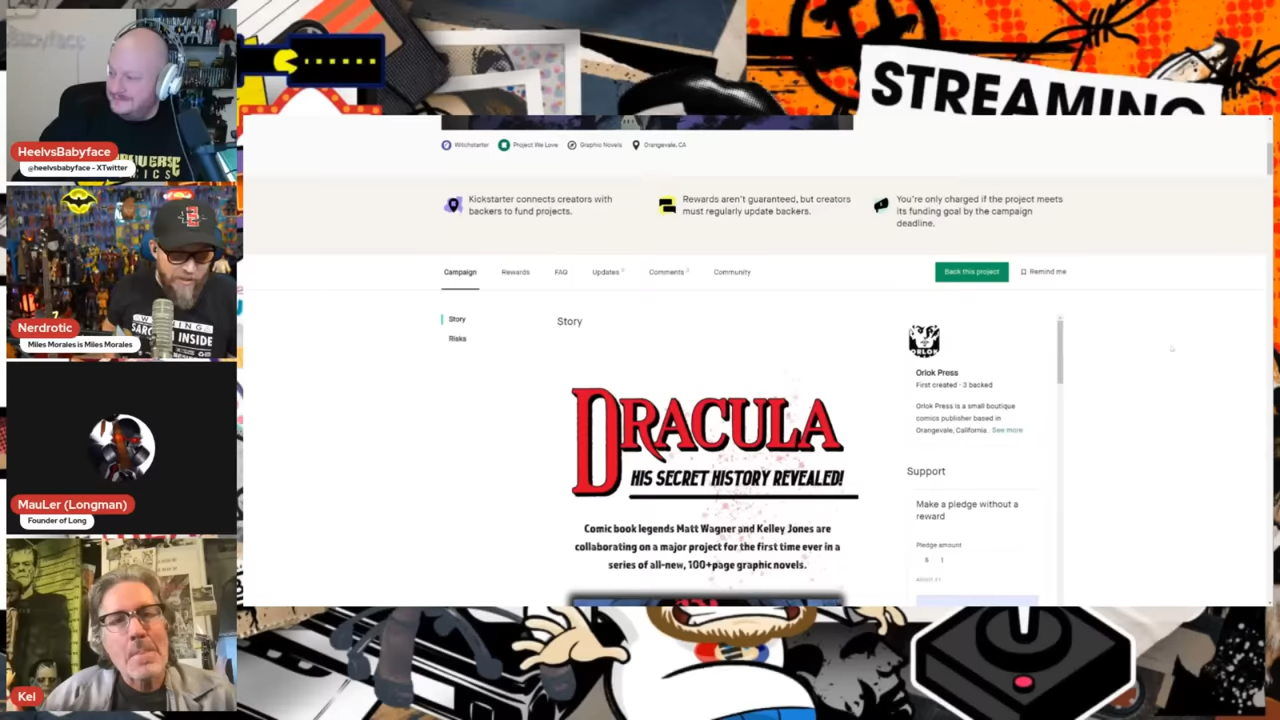 HeelvsBabyface
@heelvsbabyface - XTwitter
Nerdrotic
Miles Morales is Miles Morales
MauLer (Longman)
Founder of Long
Kel
STREAMING
Witchstarter
Project We Love
Graphic Novels
Orangevale, CA
Kickstarter connects creators with
backers to fund projects.
Rewards aren't guaranteed, but creators
must regularly update backers.
You're only charged if the project meets
its funding goal by the campaign
deadline.
Campaign
Rewards
FAQ
Updates
Comments
Community
Back this project
Remind me
Story
Risks
Story
DRACULA
HIS SECRET HISTORY REVEALED!
Comic book legends Matt Wagner and Kelley Jones are
collaborating on a major project for the first time ever in a
series of all-new, 100+page graphic novels.
ORLOK
Orlok Press
First created · 3 backed
Orlok Press is a small boutique
comics publisher based in
Orangevale, California. See more
Support
Make a pledge without a
reward
Pledge amount
$ 1